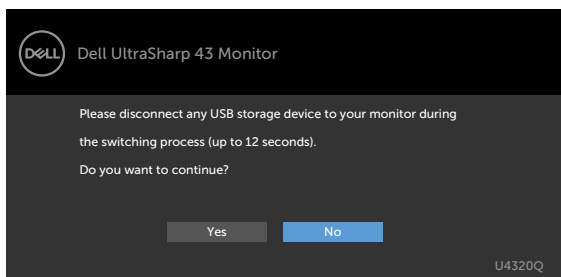 DELL
Dell UltraSharp 43 Monitor
Please disconnect any USB storage device to your monitor during
the switching process (up to 12 seconds).
Do you want to continue?
Yes
No
U4320Q